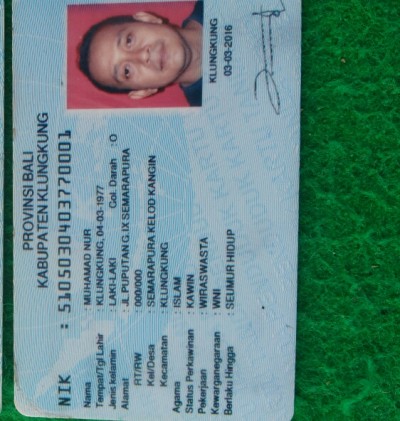 PROVINSI BALI
KABUPATEN KLUNGKUNG
NIK : 5105030403770001
Nama : MUHAMAD NUR
Tempat/Tgl Lahir : KLUNGKUNG, 04-03-1977
Jenis kelamin : LAKI-LAKI Gol. Darah : O
Alamat : JL.PUPUTAN G.IX SEMARAPURA
RT/RW : 000/000
Kel/Desa : SEMARAPURA KELOD KANGIN
Kecamatan : KLUNGKUNG
Agama : ISLAM
Status Perkawinan : KAWIN
Pekerjaan : WIRASWASTA
Kewarganegaraan : WNI
Berlaku Hingga : SEUMUR HIDUP
KLUNGKUNG
03-03-2016